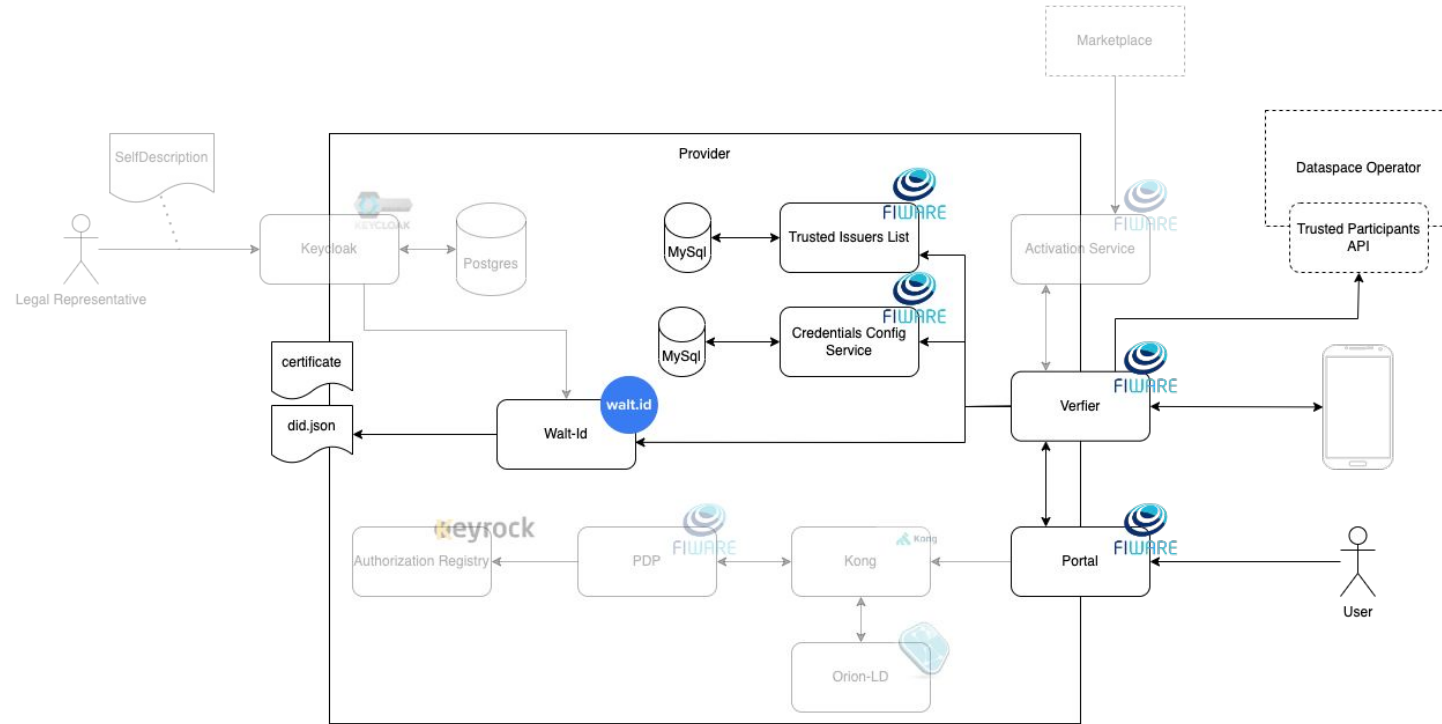 Marketplace
SelfDescription
Provider
Dataspace Operator
FIWARE
FIWARE
KEYCLOAK
Keycloak
Postgres
MySql
Trusted Issuers List
Activation Service
Trusted Participants
API
Legal Representative
FIWARE
MySql
Credentials Config
Service
certificate
FIWARE
walt.id
Verfier
did.json
Walt-Id
Keyrock
FIWARE
Kong
FIWARE
Authorization Registry
PDP
Kong
Portal
User
Orion-LD